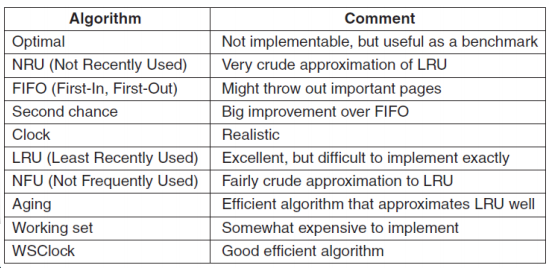 Algorithm Comment
Optimal Not implementable, but useful as a benchmark
NRU (Not Recently Used) Very crude approximation of LRU
FIFO (First-In, First-Out) Might throw out important pages
Second chance Big improvement over FIFO
Clock Realistic
LRU (Least Recently Used) Excellent, but difficult to implement exactly
NFU (Not Frequently Used) Fairly crude approximation to LRU
Aging Efficient algorithm that approximates LRU well
Working set Somewhat expensive to implement
WSClock Good efficient algorithm